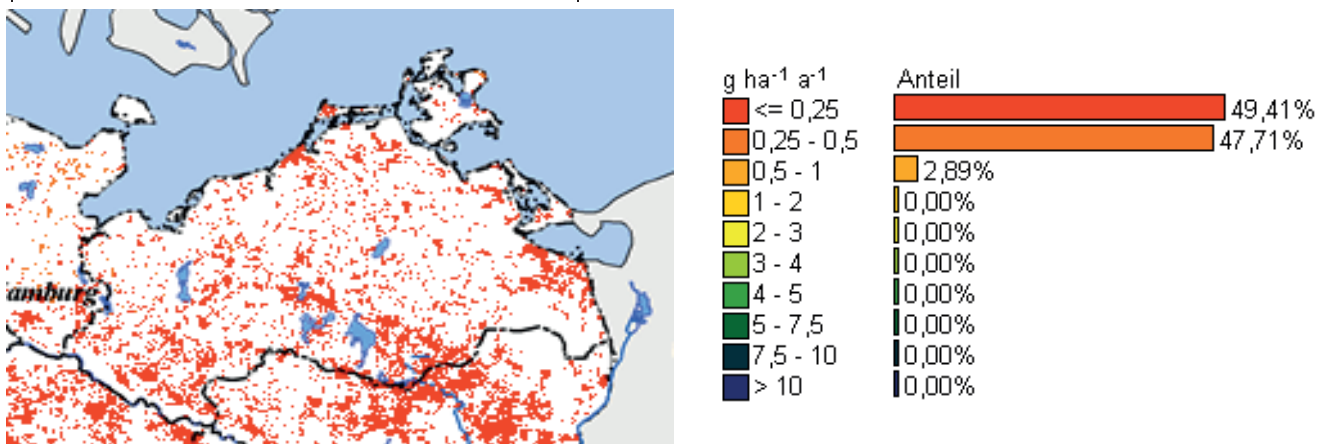 amburg
g ha-1 a-1 Anteil
<= 0,25 49,41%
0,25 - 0,5 47,71%
0,5 - 1 2,89%
1 - 2 0,00%
2 - 3 0,00%
3 - 4 0,00%
4 - 5 0,00%
5 - 7,5 0,00%
7,5 - 10 0,00%
> 10 0,00%